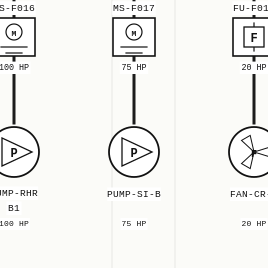 S-F016 MS-F017 FU-F01
M M F
100 HP 75 HP 20 HP
P P
UMP-RHR PUMP-SI-B FAN-CR-
B1
100 HP 75 HP 20 HP